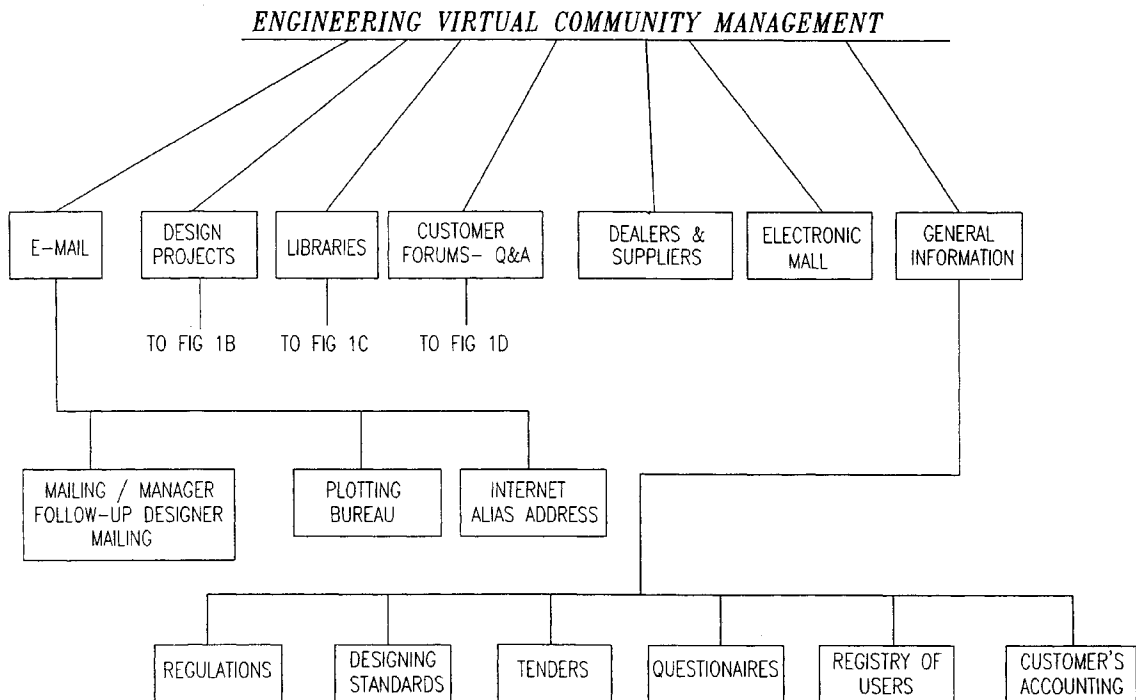 ENGINEERING VIRTUAL COMMUNITY MANAGEMENT
E-MAIL
DESIGN
PROJECTS
LIBRARIES
CUSTOMER
FORUMS- Q&A
DEALERS &
SUPPLIERS
ELECTRONIC
MALL
GENERAL
INFORMATION
TO FIG 1B
TO FIG 1C
TO FIG 1D
MAILING / MANAGER
FOLLOW-UP DESIGNER
MAILING
PLOTTING
BUREAU
INTERNET
ALIAS ADDRESS
REGULATIONS
DESIGNING
STANDARDS
TENDERS
QUESTIONAIRES
REGISTRY OF
USERS
CUSTOMER'S
ACCOUNTING